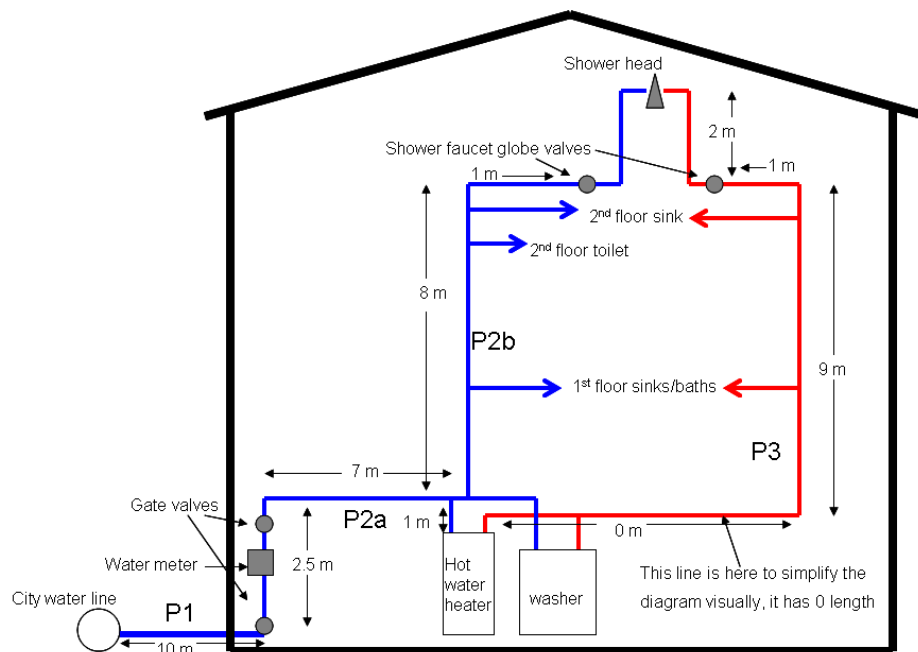 Shower head
2 m
Shower faucet globe valves
1 m
1 m
2nd floor sink
2nd floor toilet
8 m
P2b
9 m
1st floor sinks/baths
P3
7 m
Gate valves
P2a
1 m
0 m
Water meter
2.5 m
Hot
water
heater
washer
This line is here to simplify the
diagram visually, it has 0 length
City water line
P1
10 m